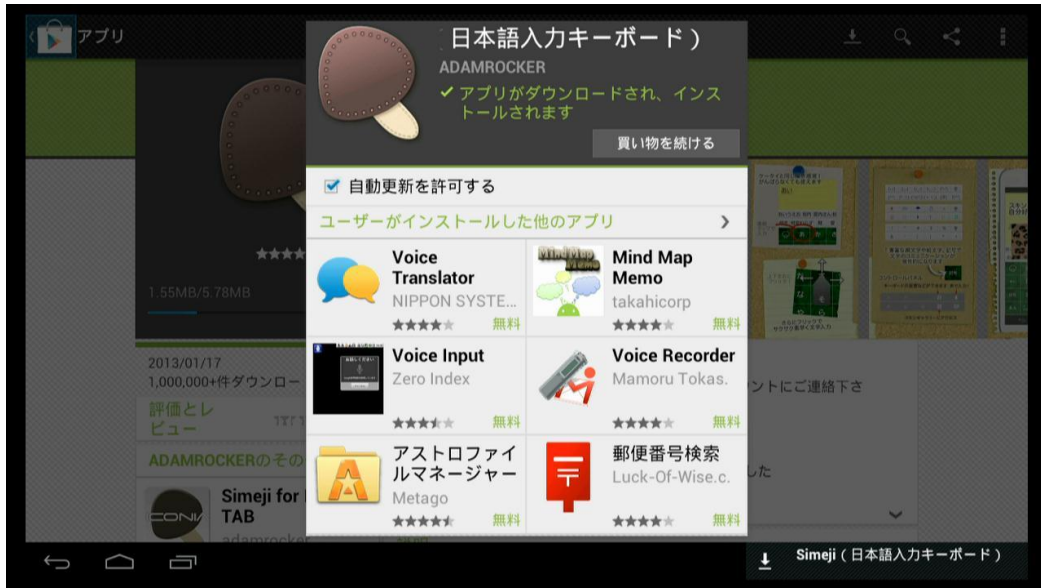 アプリ
日本語入力キーボード）
ADAMROCKER
アプリがダウンロードされ、インス
トールされます
買い物を続ける
自動更新を許可する
ユーザーがインストールした他のアプリ
Voice
Translator
NIPPON SYSTE...
無料
Mind Map
Memo
takahicorp
無料
Voice Input
Zero Index
無料
Voice Recorder
Mamoru Tokas.
無料
アストロファイ
ルマネージャー
Metago
無料
郵便番号検索
Luck-Of-Wise.c.
無料
1.55MB/5.78MB
2013/01/17
1,000,000+件ダウンロー
評価とレ
ビュー
ADAMROCKERのその
Simeji for
TAB
adamrocker
ントにご連絡下さ
した
Simeji（日本語入力キーボード）